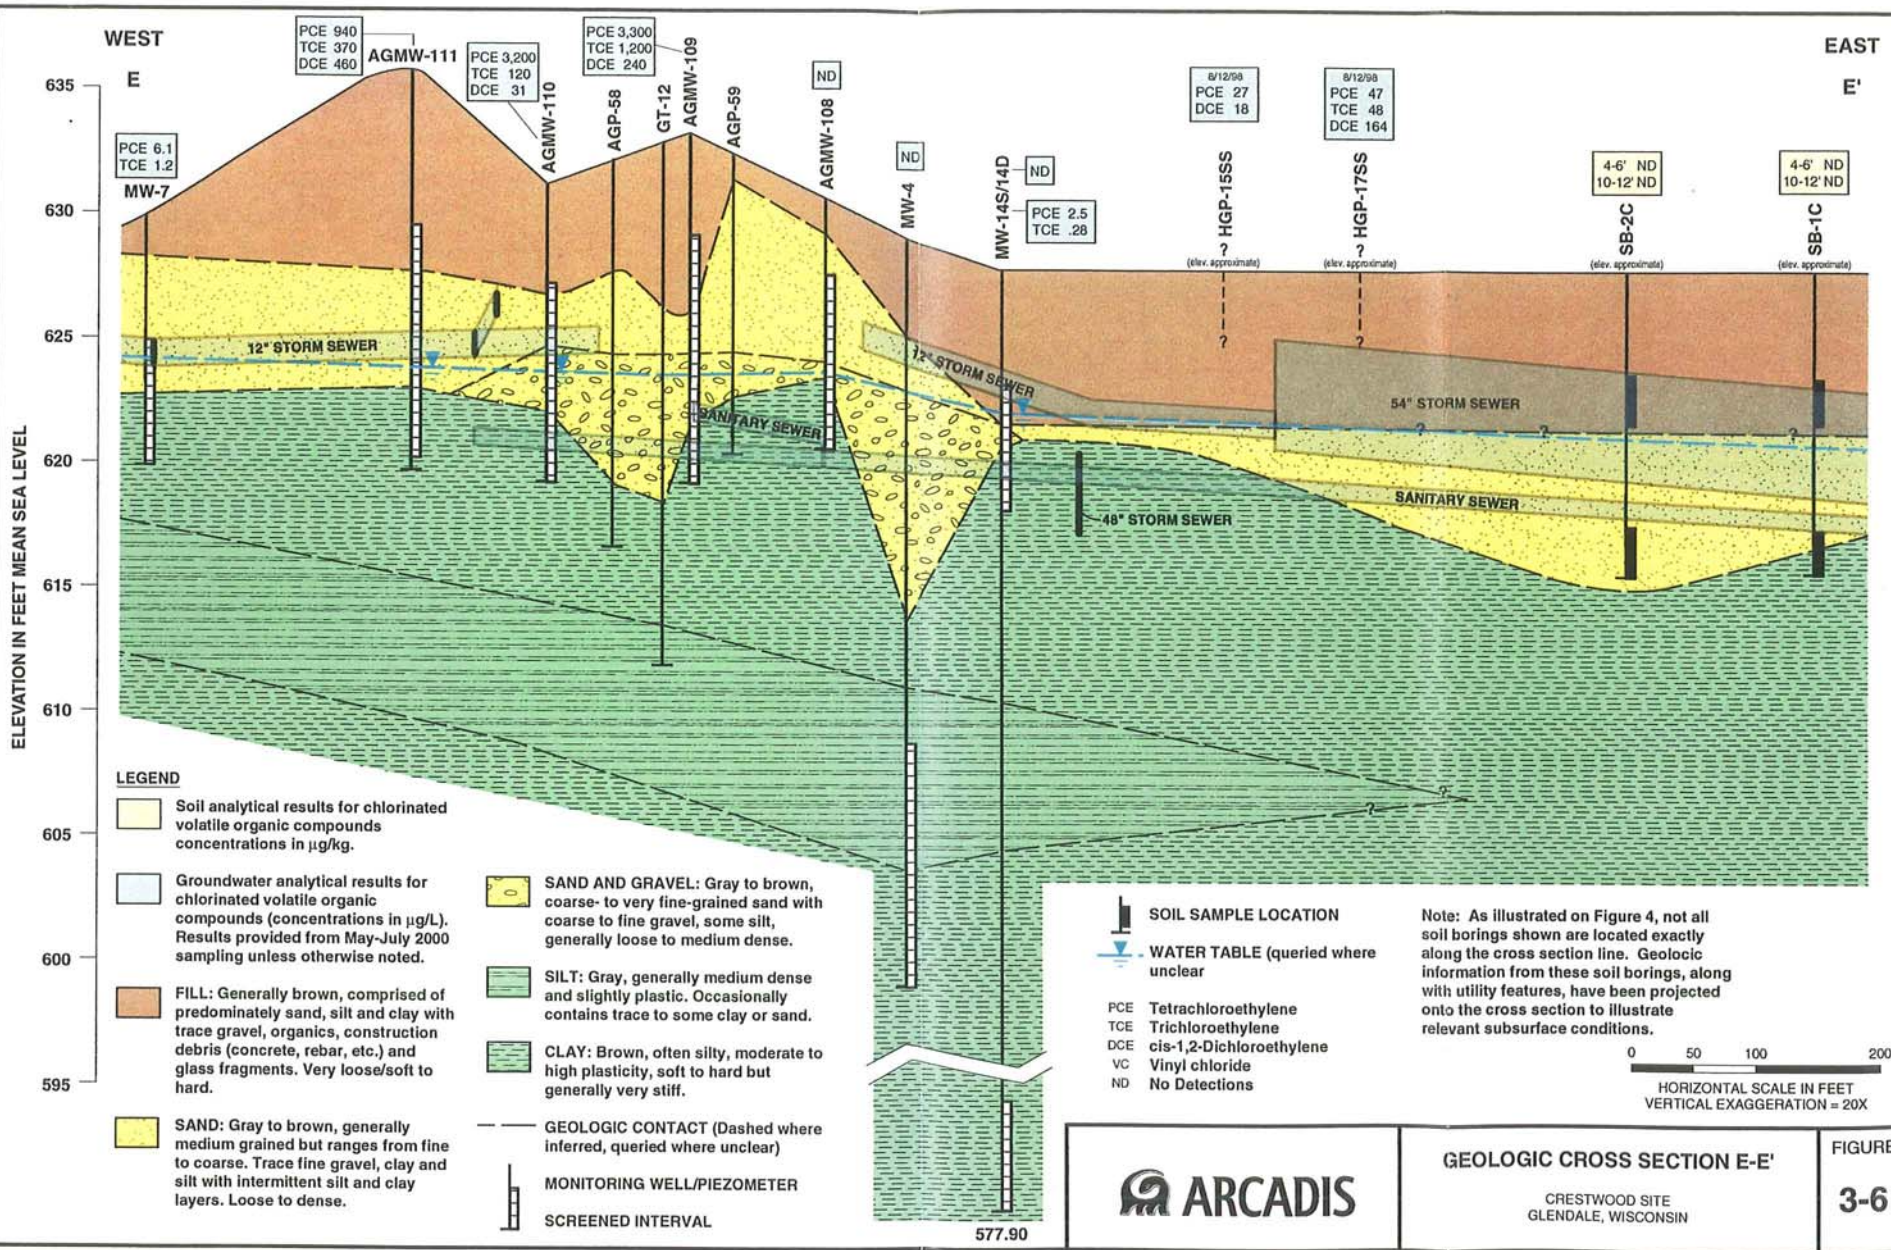 WEST
E
EAST
E'
PCE 940
TCE 370
DCE 460
AGMW-111
PCE 3,200
TCE 120
DCE 31
AGMW-110
PCE 3,300
TCE 1,200
DCE 240
AGP-58
GT-12
AGMW-109
AGP-59
ND
AGMW-108
PCE 6.1
TCE 1.2
MW-7
ND
MW-4
MW-14S/14D
ND
PCE 2.5
TCE .28
8/12/98
PCE 27
DCE 18
? HGP-15SS
(elev. approximate)
?
8/12/98
PCE 47
TCE 48
DCE 164
? HGP-17SS
(elev. approximate)
?
4-6' ND
10-12' ND
SB-2C
(elev. approximate)
4-6' ND
10-12' ND
SB-1C
(elev. approximate)
ELEVATION IN FEET MEAN SEA LEVEL
635
630
625
620
615
610
605
600
595
12" STORM SEWER
12" STORM SEWER
SANITARY SEWER
54" STORM SEWER
? ? ?
SANITARY SEWER
48" STORM SEWER
?
?
LEGEND
Soil analytical results for chlorinated
volatile organic compounds
concentrations in µg/kg.
Groundwater analytical results for
chlorinated volatile organic
compounds (concentrations in µg/L).
Results provided from May-July 2000
sampling unless otherwise noted.
FILL: Generally brown, comprised of
predominately sand, silt and clay with
trace gravel, organics, construction
debris (concrete, rebar, etc.) and
glass fragments. Very loose/soft to
hard.
SAND: Gray to brown, generally
medium grained but ranges from fine
to coarse. Trace fine gravel, clay and
silt with intermittent silt and clay
layers. Loose to dense.
SAND AND GRAVEL: Gray to brown,
coarse- to very fine-grained sand with
coarse to fine gravel, some silt,
generally loose to medium dense.
SILT: Gray, generally medium dense
and slightly plastic. Occasionally
contains trace to some clay or sand.
CLAY: Brown, often silty, moderate to
high plasticity, soft to hard but
generally very stiff.
GEOLOGIC CONTACT (Dashed where
inferred, queried where unclear)
MONITORING WELL/PIEZOMETER
SCREENED INTERVAL
577.90
SOIL SAMPLE LOCATION
WATER TABLE (queried where
unclear
PCE Tetrachloroethylene
TCE Trichloroethylene
DCE cis-1,2-Dichloroethylene
VC Vinyl chloride
ND No Detections
Note: As illustrated on Figure 4, not all
soil borings shown are located exactly
along the cross section line. Geolocic
information from these soil borings, along
with utility features, have been projected
onto the cross section to illustrate
relevant subsurface conditions.
0 50 100 200
HORIZONTAL SCALE IN FEET
VERTICAL EXAGGERATION = 20X
ARCADIS
GEOLOGIC CROSS SECTION E-E'
CRESTWOOD SITE
GLENDALE, WISCONSIN
FIGURE
3-6